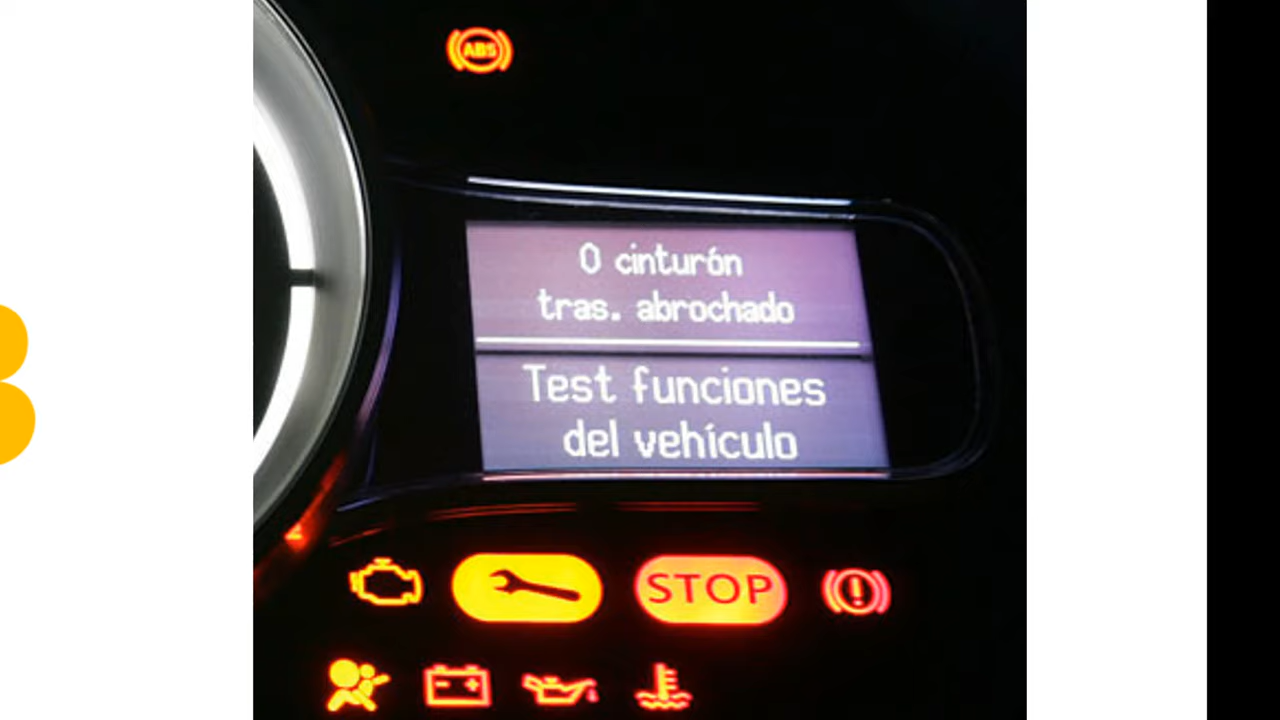 ABS
0 cinturón
tras. abrochado
Test funciones
del vehículo
STOP